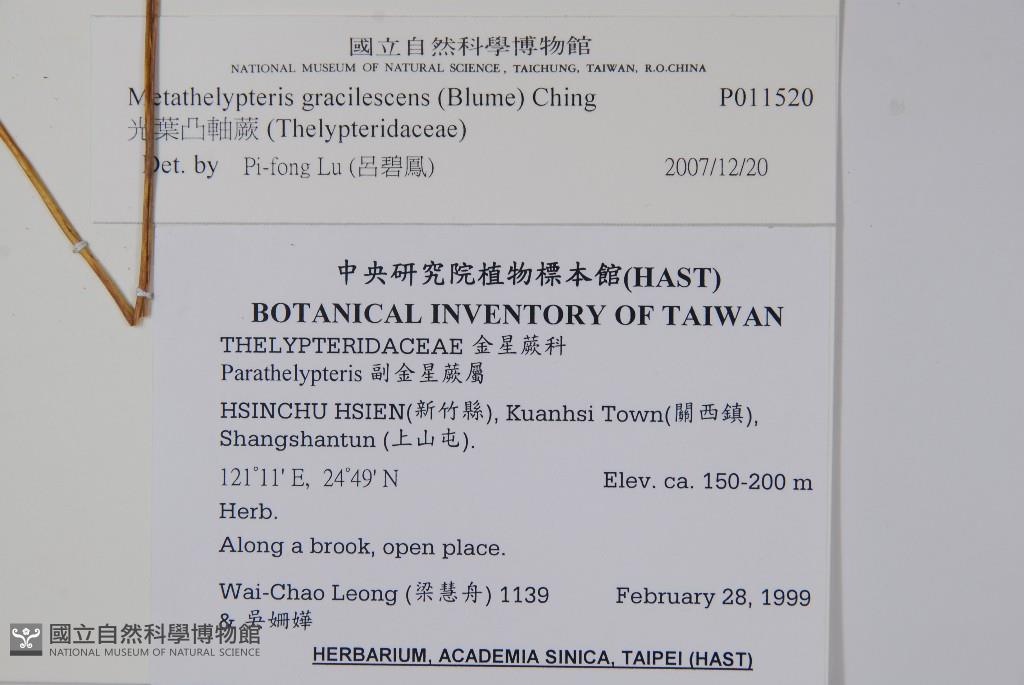 國立自然科學博物館
NATIONAL MUSEUM OF NATURAL SCIENCE, TAICHUNG, TAIWAN, R.O.CHINA
Metathelypteris gracilescens (Blume) Ching P011520
光葉凸軸蕨 (Thelypteridaceae)
Det. by Pi-fong Lu (呂碧鳳) 2007/12/20
中央研究院植物標本館(HAST)
BOTANICAL INVENTORY OF TAIWAN
THELYPTERIDACEAE 金星蕨科
Parathelypteris 副金星蕨屬
HSINCHU HSIEN(新竹縣), Kuanhsi Town(關西鎮),
Shangshantun (上山屯).
121°11' E, 24°49' N Elev. ca. 150-200 m
Herb.
Along a brook, open place.
Wai-Chao Leong (梁慧舟) 1139 February 28, 1999
& 吳姍嬅
HERBARIUM, ACADEMIA SINICA, TAIPEI (HAST)
國立自然科學博物館
NATIONAL MUSEUM OF NATURAL SCIENCE